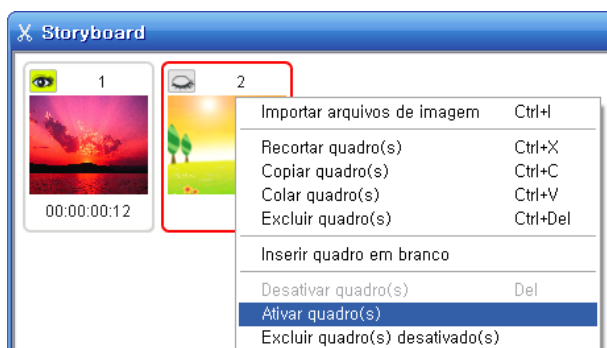 Storyboard
1
2
00:00:00:12
Importar arquivos de imagem Ctrl+I
Recortar quadro(s) Ctrl+X
Copiar quadro(s) Ctrl+C
Colar quadro(s) Ctrl+V
Excluir quadro(s) Ctrl+Del
Inserir quadro em branco
Desativar quadro(s) Del
Ativar quadro(s)
Excluir quadro(s) desativado(s)